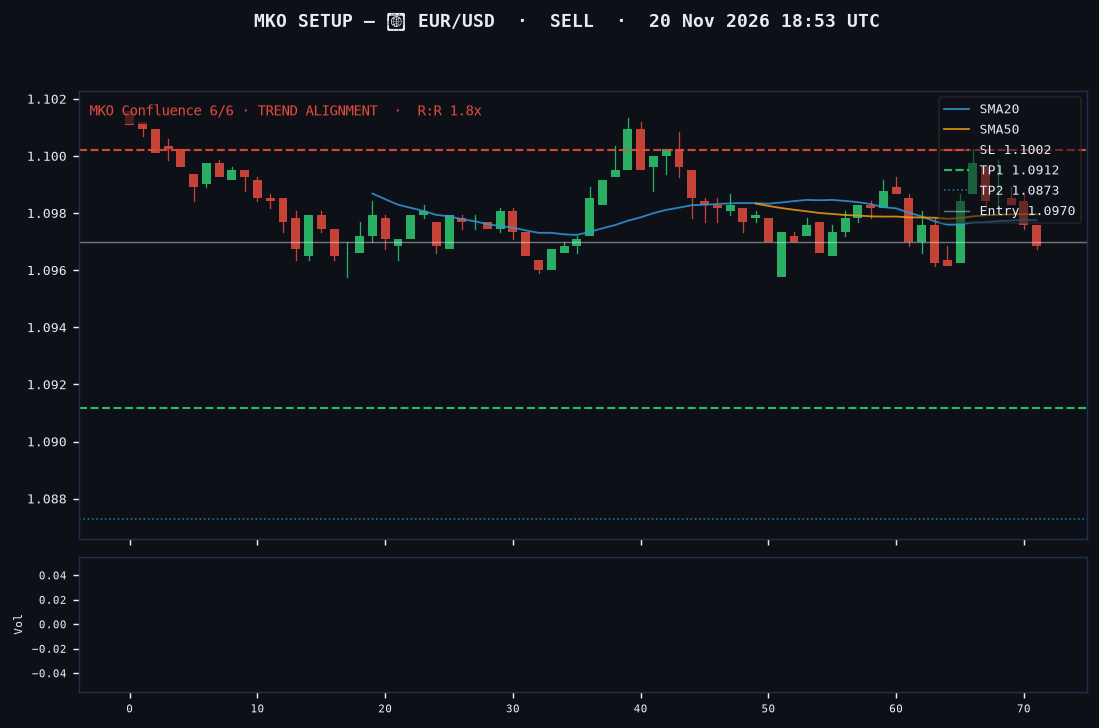 MKO SETUP — 🌐 EUR/USD · SELL · 20 Nov 2026 18:53 UTC
MKO Confluence 6/6 · TREND ALIGNMENT · R:R 1.8x
SMA20
SMA50
SL 1.1002
TP1 1.0912
TP2 1.0873
Entry 1.0970
1.102
1.100
1.098
1.096
1.094
1.092
1.090
1.088
0.04
0.02
0.00
−0.02
−0.04
Vol
0 10 20 30 40 50 60 70